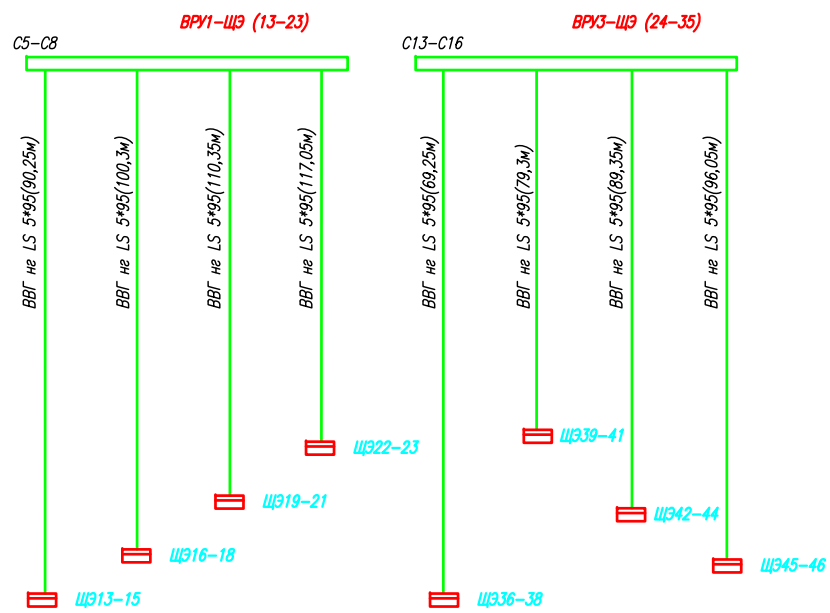 ВРУ1-ЩЭ (13-23)
С5-С8
ВВГ нг LS 5*95(90,25м)
ВВГ нг LS 5*95(100,3м)
ВВГ нг LS 5*95(110,35м)
ВВГ нг LS 5*95(117,05м)
ЩЭ22-23
ЩЭ19-21
ЩЭ16-18
ЩЭ13-15
ВРУ3-ЩЭ (24-35)
С13-С16
ВВГ нг LS 5*95(69,25м)
ВВГ нг LS 5*95(79,3м)
ВВГ нг LS 5*95(89,35м)
ВВГ нг LS 5*95(96,05м)
ЩЭ39-41
ЩЭ42-44
ЩЭ45-46
ЩЭ36-38